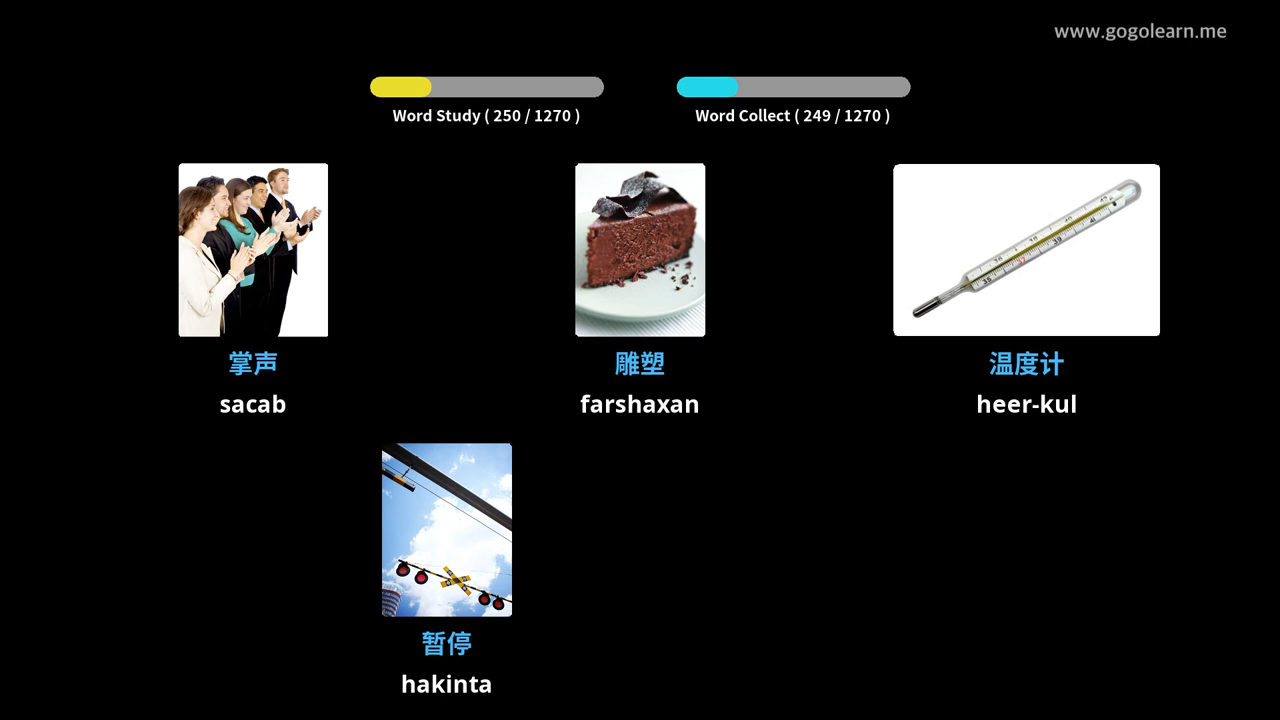 www.gogolearn.me
Word Study ( 250 / 1270 )
Word Collect ( 249 / 1270 )
掌声
sacab
雕塑
farshaxan
温度计
heer-kul
暂停
hakinta